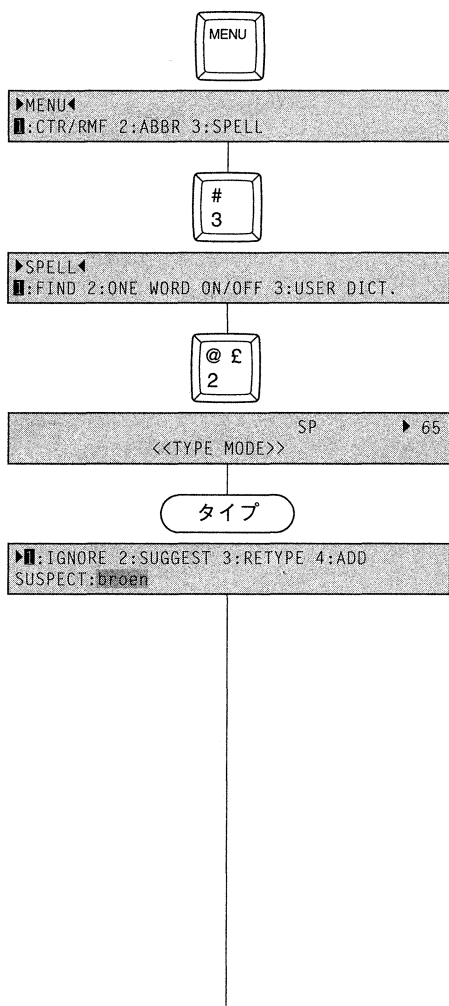 MENU
▶MENU◀
1:CTR/RMF 2:ABBR 3:SPELL
#
3
▶SPELL◀
1:FIND 2:ONE WORD ON/OFF 3:USER DICT.
@ £
2
SP ▶ 65
<<TYPE MODE>>
タイプ
▶1:IGNORE 2:SUGGEST 3:RETYPE 4:ADD
SUSPECT:broen